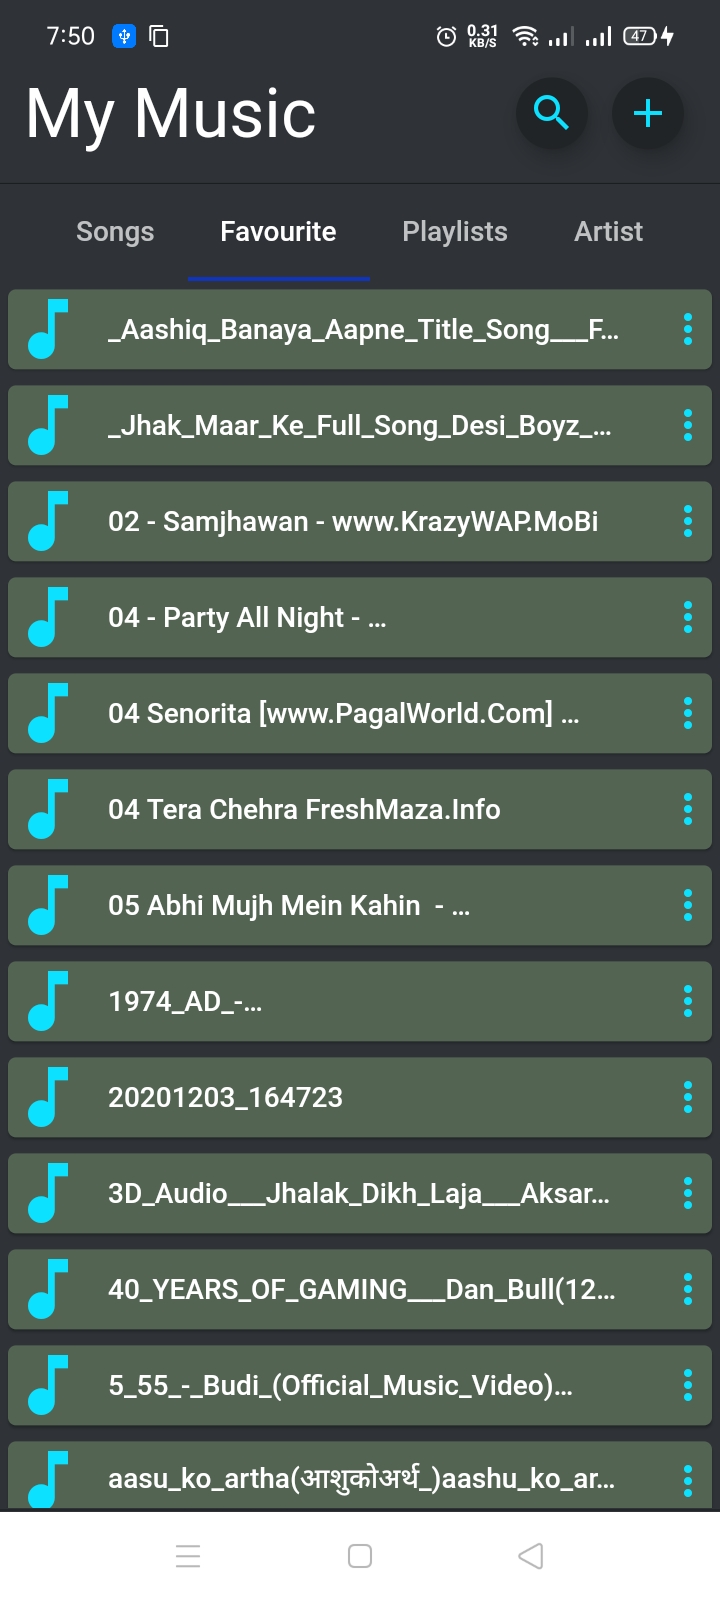 7:50
0.31
KB/S
47
My Music
Songs Favourite Playlists Artist
_Aashiq_Banaya_Aapne_Title_Song___F...
_Jhak_Maar_Ke_Full_Song_Desi_Boyz_...
02 - Samjhawan - www.KrazyWAP.MoBi
04 - Party All Night - ...
04 Senorita [www.PagalWorld.Com] ...
04 Tera Chehra FreshMaza.Info
05 Abhi Mujh Mein Kahin  - ...
1974_AD_-...
20201203_164723
3D_Audio___Jhalak_Dikh_Laja___Aksar...
40_YEARS_OF_GAMING___Dan_Bull(12...
5_55_-_Budi_(Official_Music_Video)...
aasu_ko_artha(आशुकोअर्थ_)aashu_ko_ar...